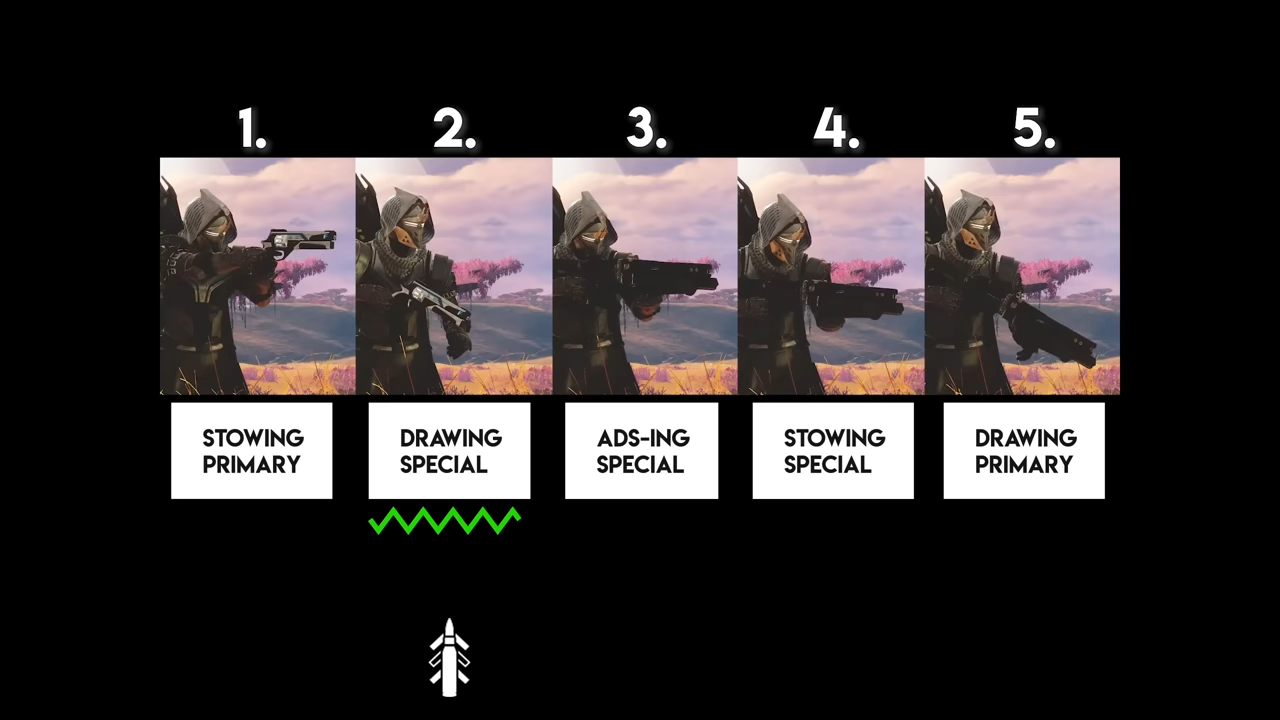 1.
2.
3.
4.
5.
STOWING
PRIMARY
DRAWING
SPECIAL
ADS-ING
SPECIAL
STOWING
SPECIAL
DRAWING
PRIMARY